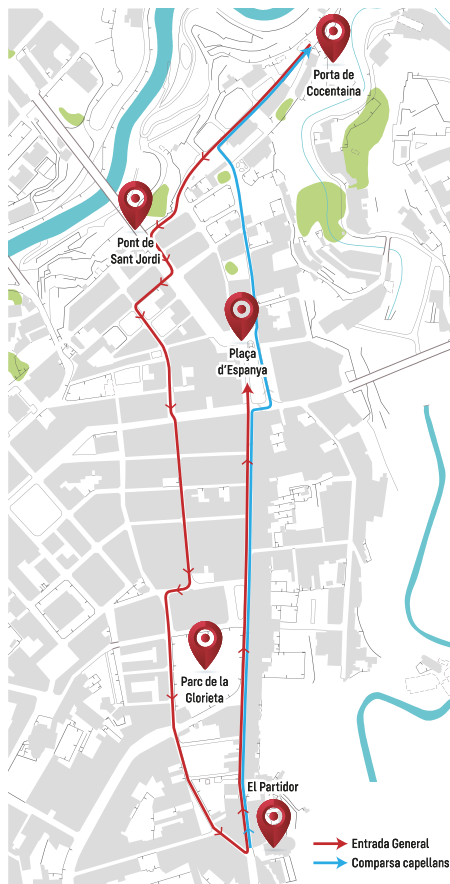 Porta de
Cocentaina
Pont de
Sant Jordi
Plaça
d'Espanya
Parc de la
Glorieta
El Partidor
Entrada General
Comparsa capellans